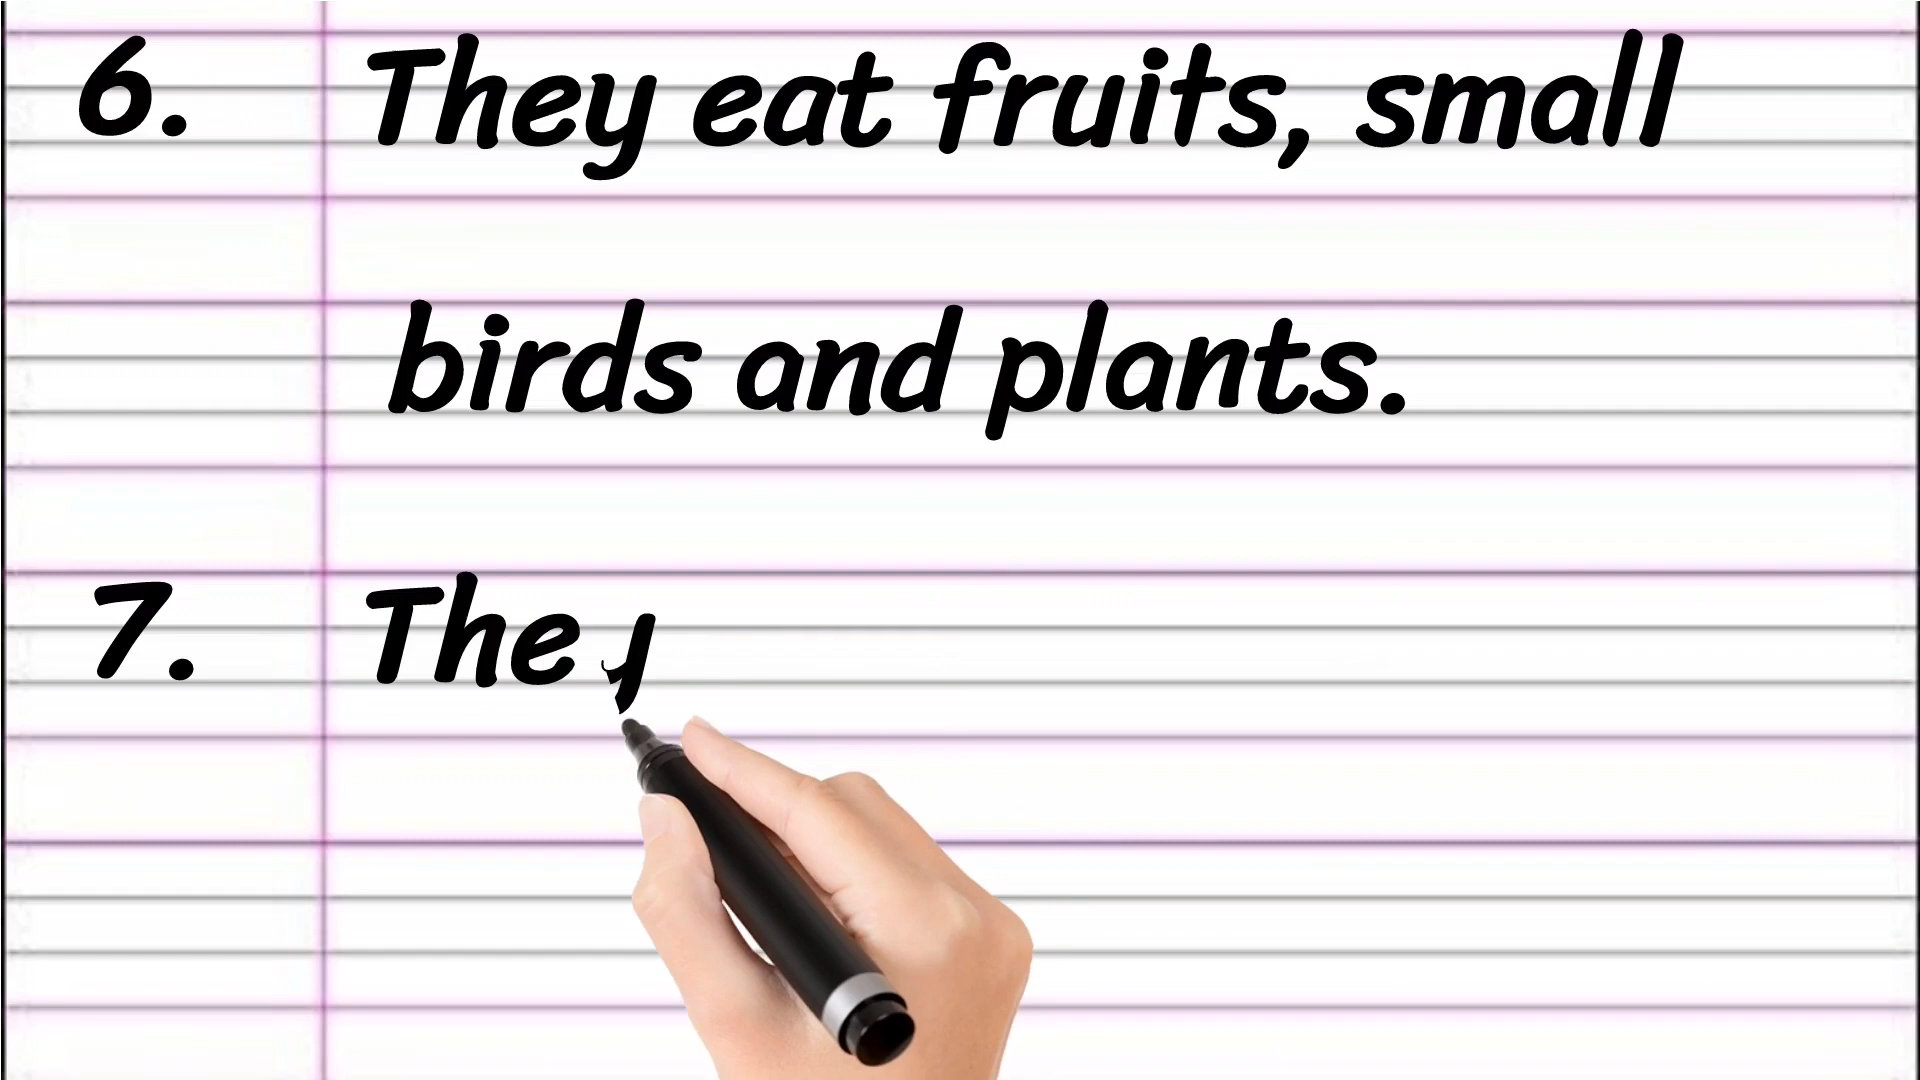 6. They eat fruits, small
birds and plants.
7. The